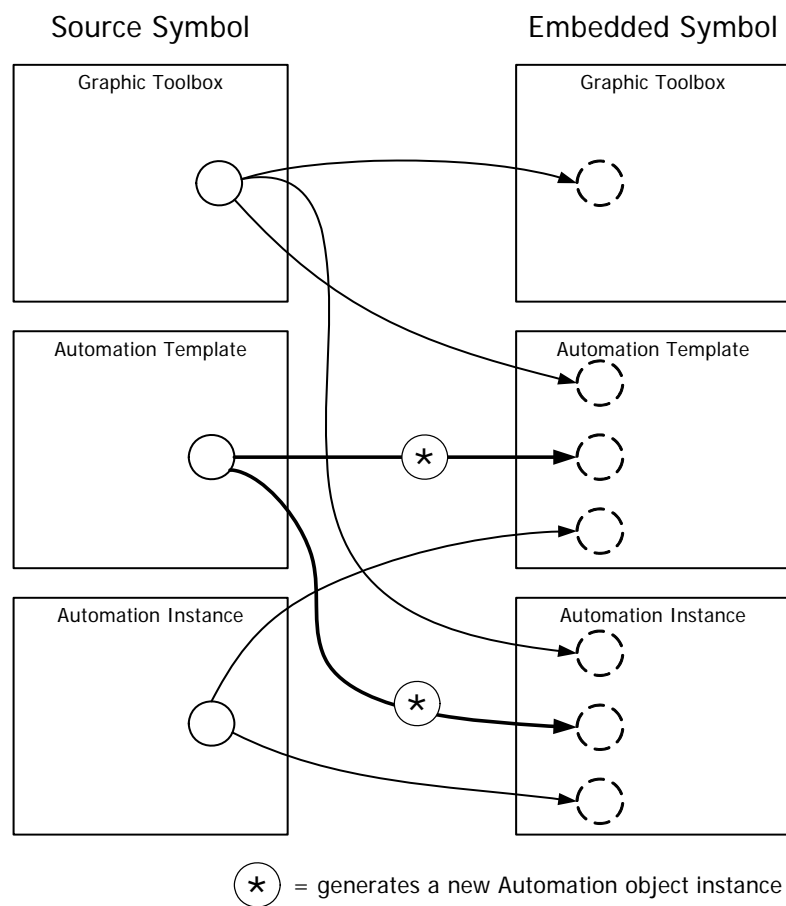 Source Symbol
Embedded Symbol
Graphic Toolbox
Graphic Toolbox
Automation Template
Automation Template
*
Automation Instance
Automation Instance
*
* = generates a new Automation object instance